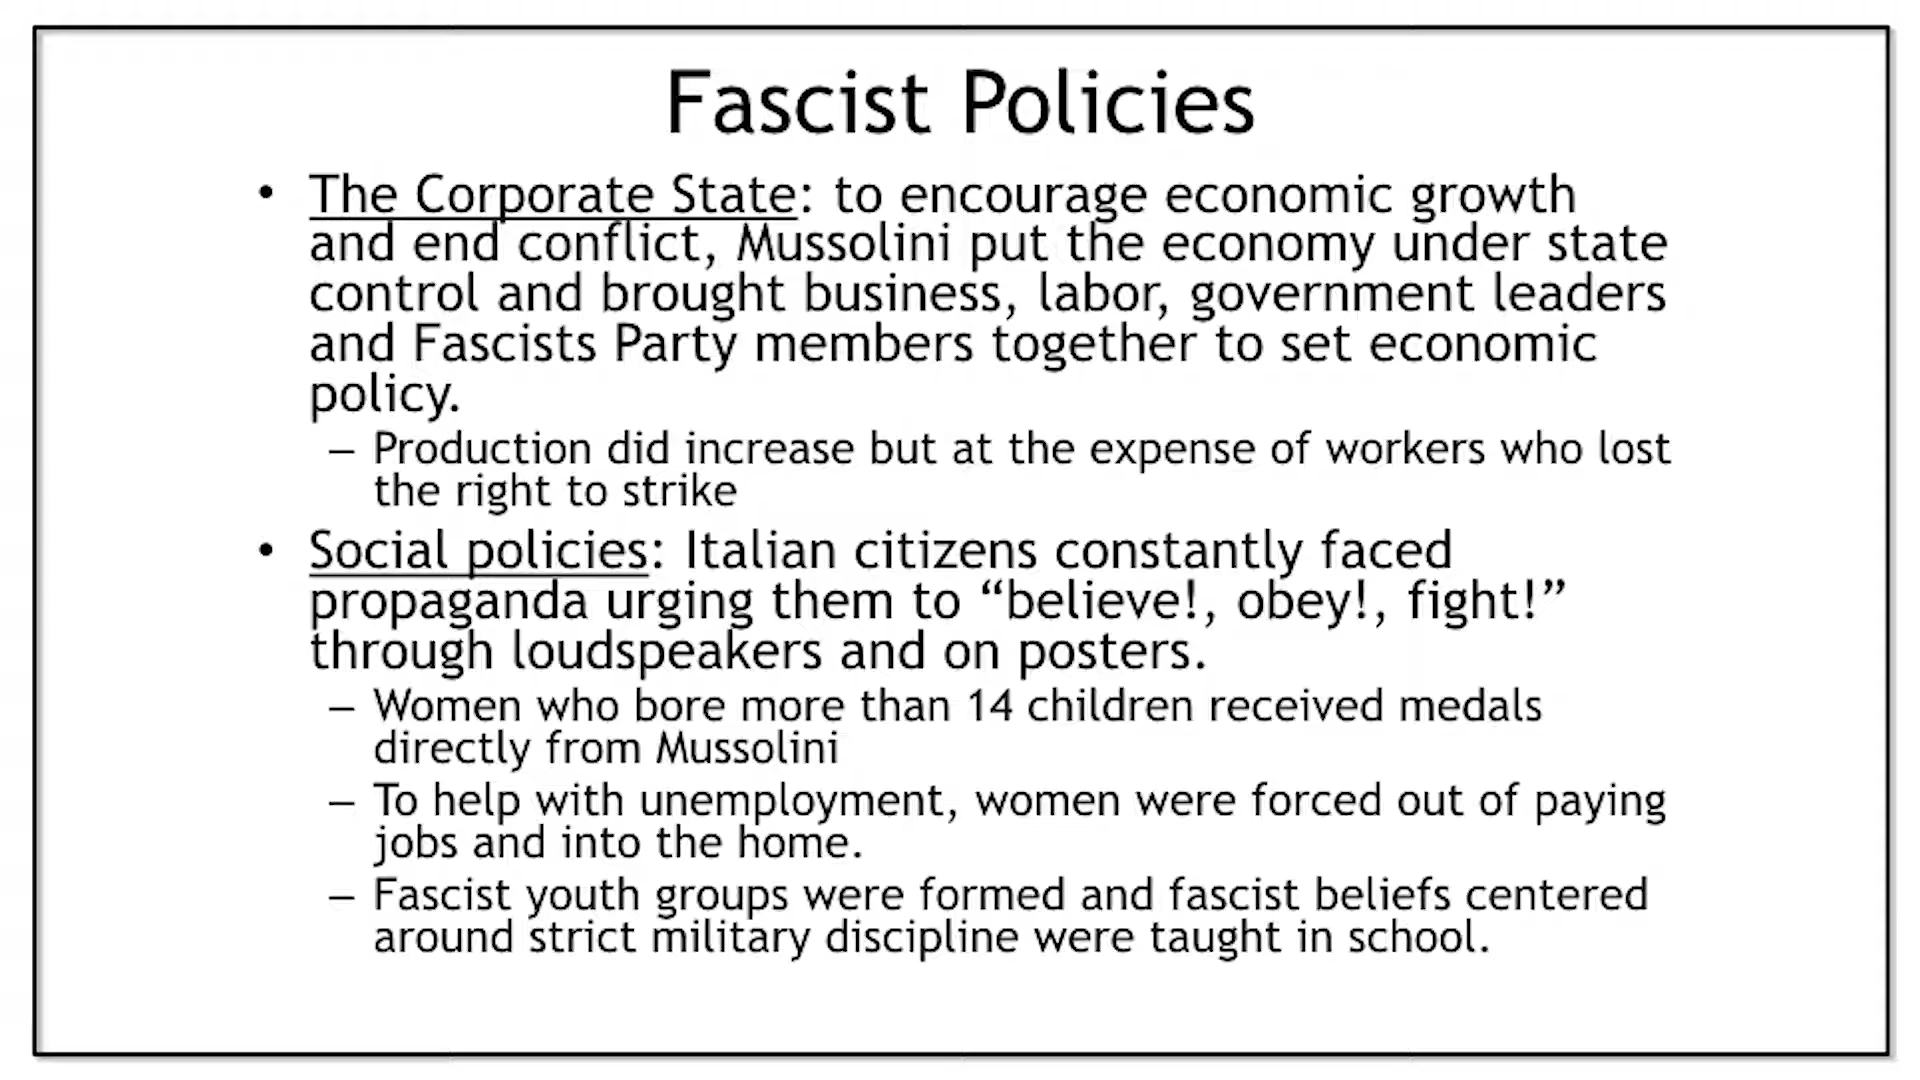 Fascist Policies
• The Corporate State: to encourage economic growth
and end conflict, Mussolini put the economy under state
control and brought business, labor, government leaders
and Fascists Party members together to set economic
policy.
– Production did increase but at the expense of workers who lost
the right to strike
• Social policies: Italian citizens constantly faced
propaganda urging them to “believe!, obey!, fight!”
through loudspeakers and on posters.
– Women who bore more than 14 children received medals
directly from Mussolini
– To help with unemployment, women were forced out of paying
jobs and into the home.
– Fascist youth groups were formed and fascist beliefs centered
around strict military discipline were taught in school.